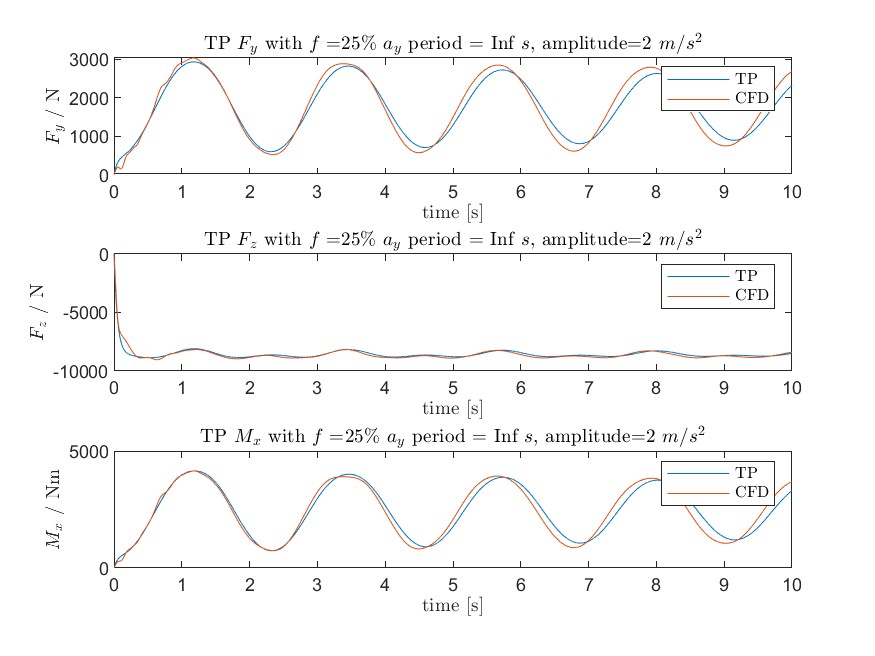 TP F_y with f =25% a_y period = Inf s, amplitude=2 m/s^2
F_y / N
3000
2000
1000
0
0 1 2 3 4 5 6 7 8 9 10
time [s]
TP
CFD
TP F_z with f =25% a_y period = Inf s, amplitude=2 m/s^2
F_z / N
0
-5000
-10000
0 1 2 3 4 5 6 7 8 9 10
time [s]
TP
CFD
TP M_x with f =25% a_y period = Inf s, amplitude=2 m/s^2
M_x / Nm
5000
0
0 1 2 3 4 5 6 7 8 9 10
time [s]
TP
CFD